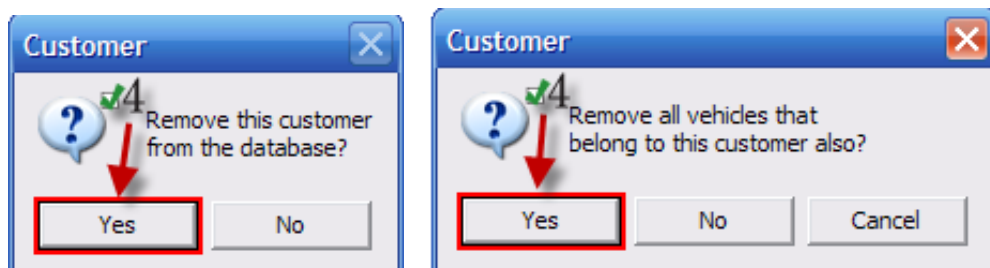 Customer
4
Remove this customer
from the database?
Yes No
Customer
4
Remove all vehicles that
belong to this customer also?
Yes No Cancel